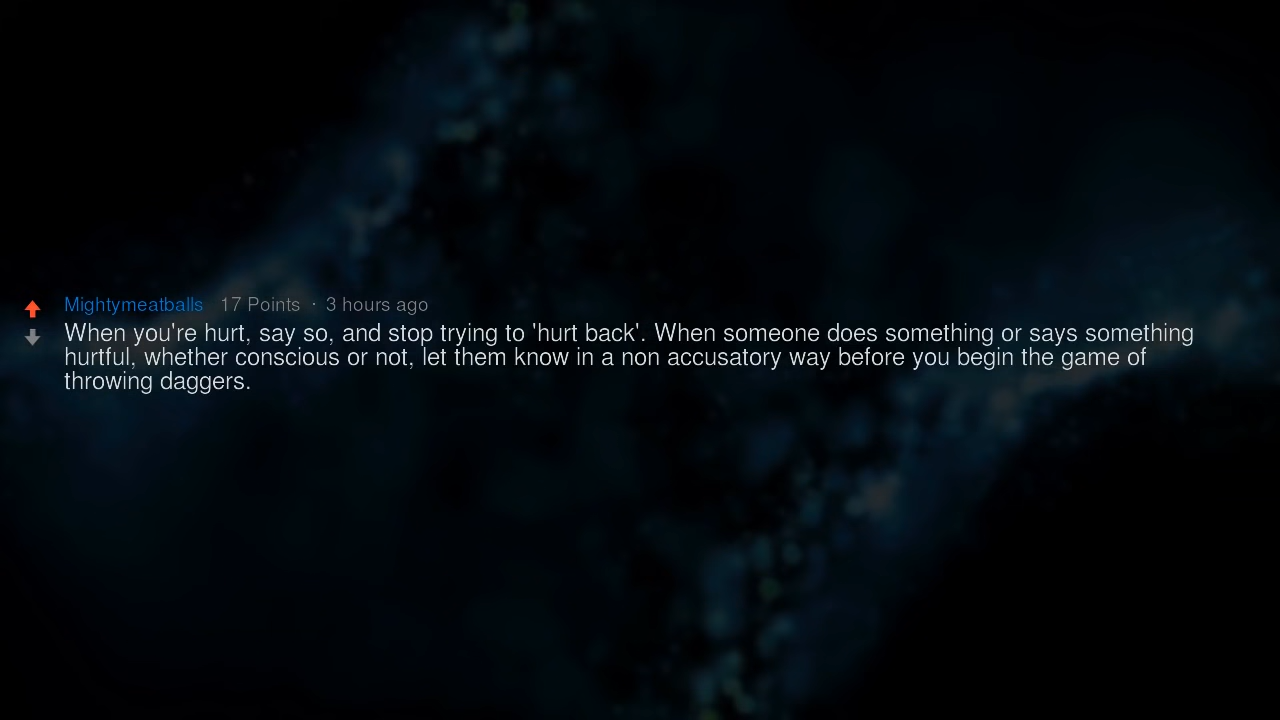 Mightymeatballs 17 Points · 3 hours ago
When you're hurt, say so, and stop trying to 'hurt back'. When someone does something or says something
hurtful, whether conscious or not, let them know in a non accusatory way before you begin the game of
throwing daggers.